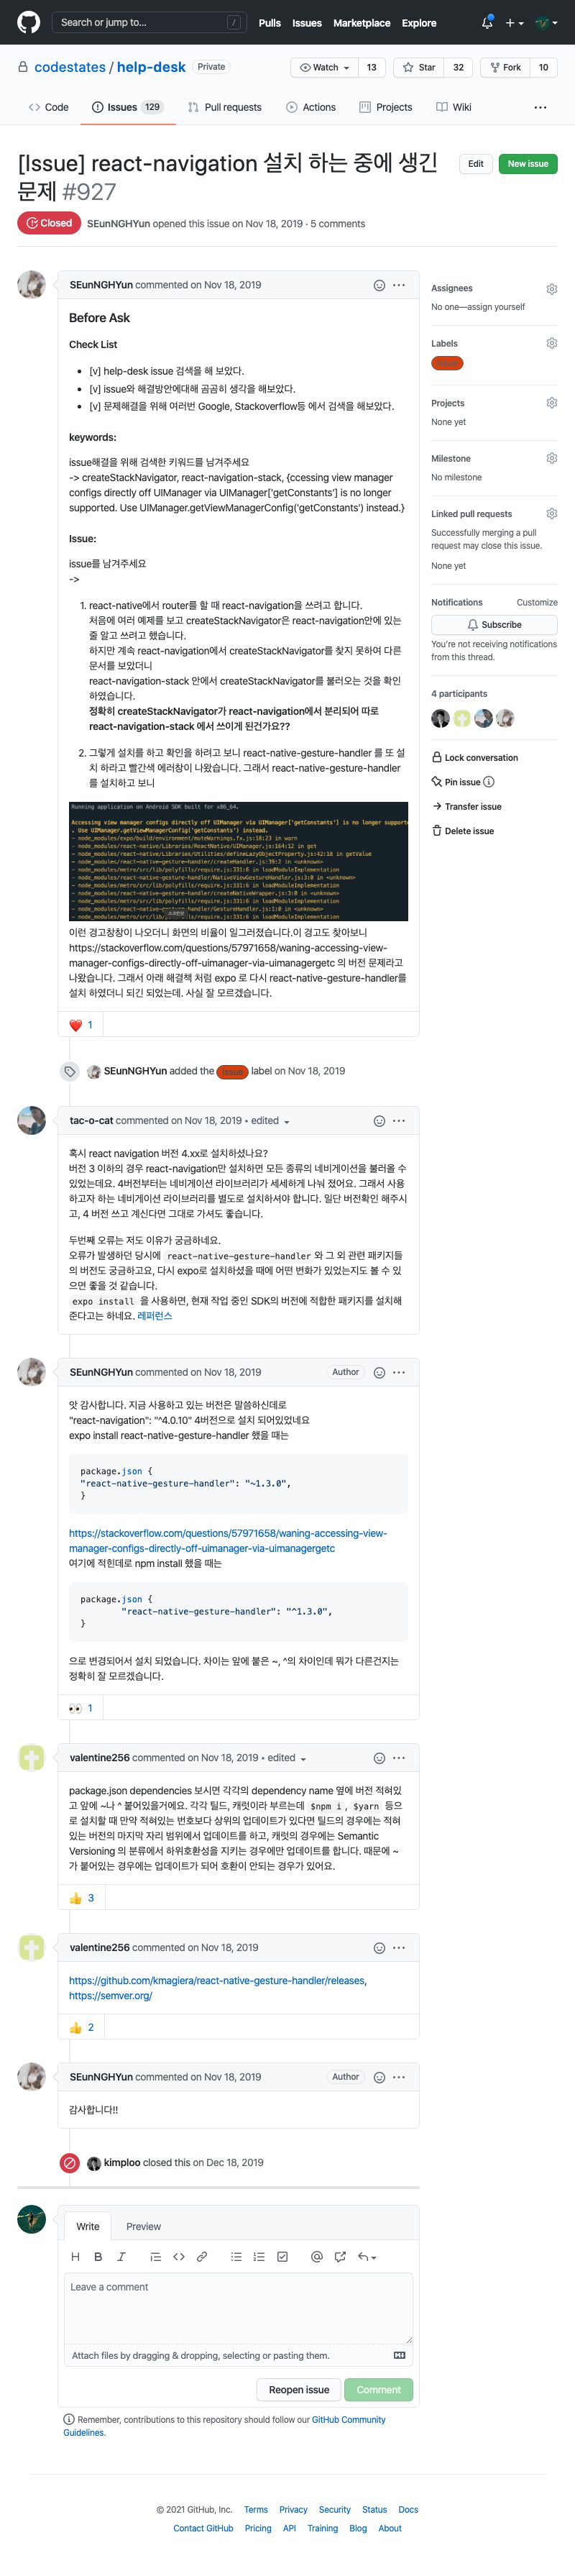 Search or jump to...
/
Pulls Issues Marketplace Explore
codestates / help-desk Private
Watch 13 Star 32 Fork 10
Code Issues 129 Pull requests Actions Projects Wiki
[Issue] react-navigation 설치 하는 중에 생긴
문제 #927
Edit New issue
Closed SEunNGHYun opened this issue on Nov 18, 2019 · 5 comments
SEunNGHYun commented on Nov 18, 2019
Before Ask
Check List
[v] help-desk issue 검색을 해 보았다.
[v] issue와 해결방안에대해 곰곰히 생각을 해보았다.
[v] 문제해결을 위해 여러번 Google, Stackoverflow등 에서 검색을 해보았다.
keywords:
issue해결을 위해 검색한 키워드를 남겨주세요
-> createStackNavigator, react-navigation-stack, {ccessing view manager
configs directly off UIManager via UIManager['getConstants'] is no longer
supported. Use UIManager.getViewManagerConfig('getConstants') instead.}
Issue:
issue를 남겨주세요
->
1. react-native에서 router를 할 때 react-navigation을 쓰려고 합니다.
처음에 여러 예제를 보고 createStackNavigator은 react-navigation안에 있는
줄 알고 쓰려고 했습니다.
하지만 계속 react-navigation에서 createStackNavigator를 찾지 못하여 다른
문서를 보았더니
react-navigation-stack 안에서 createStackNavigator를 불러오는 것을 확인
하였습니다.
정확히 createStackNavigator가 react-navigation에서 분리되어 따로
react-navigation-stack 에서 쓰이게 된건가요??
2. 그렇게 설치를 하고 확인을 하려고 보니 react-native-gesture-handler 를 또 설
치 하라고 빨간색 에러창이 나왔습니다. 그래서 react-native-gesture-handler
를 설치하고 보니
Running application on Android SDK built for x86_64.
Accessing view manager configs directly off UIManager via UIManager['getConstants'] is no longer support
. Use UIManager.getViewManagerConfig('getConstants') instead.
- node_modules/expo/build/environment/muteWarnings.fx.js:18:23 in warn
- node_modules/react-native/Libraries/ReactNative/UIManager.js:164:12 in get
- node_modules/react-native/Libraries/Utilities/defineLazyObjectProperty.js:42:18 in getValue
- node_modules/react-native-gesture-handler/createHandler.js:39:7 in <unknown>
- node_modules/metro/src/lib/polyfills/require.js:331:6 in loadModuleImplementation
- node_modules/react-native-gesture-handler/NativeViewGestureHandler.js:3:0 in <unknown>
- node_modules/metro/src/lib/polyfills/require.js:331:6 in loadModuleImplementation
- node_modules/react-native-gesture-handler/createNativeWrapper.js:3:0 in <unknown>
- node_modules/metro/src/lib/polyfills/require.js:331:6 in loadModuleImplementation
- node_modules/react-native-gesture-handler/GestureHandler.js:1:0 in <unknown>
- node_modules/metro/src/lib/polyfills/require.js:331:6 in loadModuleImplementation
이런 경고창창이 나오더니 화면의 비율이 일그러졌습니다.이 경고도 찾아보니
https://stackoverflow.com/questions/57971658/waning-accessing-view-
manager-configs-directly-off-uimanager-via-uimanagergetc 의 버전 문제라고
나왔습니다. 그래서 아래 해결책 처럼 expo 로 다시 react-native-gesture-handler를
설치 하였더니 되긴 되었는데. 사실 잘 모르겠습니다.
1
SEunNGHYun added the issue label on Nov 18, 2019
tac-o-cat commented on Nov 18, 2019 • edited
혹시 react navigation 버전 4.xx로 설치하셨나요?
버전 3 이하의 경우 react-navigation만 설치하면 모든 종류의 네비게이션을 불러올 수
있었는데요. 4버전부터는 네비게이션 라이브러리가 세세하게 나눠 졌어요. 그래서 사용
하고자 하는 네비게이션 라이브러리를 별도로 설치하셔야 합니다. 일단 버전확인 해주시
고, 4 버전 쓰고 계신다면 그대로 가셔도 좋습니다.
두번째 오류는 저도 이유가 궁금하네요.
오류가 발생하던 당시에 react-native-gesture-handler 와 그 외 관련 패키지들
의 버전도 궁금하고요, 다시 expo로 설치하셨을 때에 어떤 변화가 있었는지도 볼 수 있
으면 좋을 것 같습니다.
expo install 을 사용하면, 현재 작업 중인 SDK의 버전에 적합한 패키지를 설치해
준다고는 하네요. 레퍼런스
SEunNGHYun commented on Nov 18, 2019 Author
앗 감사합니다. 지금 사용하고 있는 버전은 말씀하신데로
"react-navigation": "^4.0.10" 4버전으로 설치 되어있었네요
expo install react-native-gesture-handler 했을 때는
package.json {
"react-native-gesture-handler": "~1.3.0",
}
https://stackoverflow.com/questions/57971658/waning-accessing-view-
manager-configs-directly-off-uimanager-via-uimanagergetc
여기에 적힌데로 npm install 했을 때는
package.json {
"react-native-gesture-handler": "^1.3.0",
}
으로 변경되어서 설치 되었습니다. 차이는 앞에 붙은 ~, ^의 차이인데 뭐가 다른건지는
정확히 잘 모르겠습니다.
1
valentine256 commented on Nov 18, 2019 • edited
package.json dependencies 보시면 각각의 dependency name 옆에 버전 적혀있
고 앞에 ~나 ^ 붙어있을거에요. 각각 틸드, 캐럿이라 부르는데 $npm i , $yarn 등으
로 설치할 때 만약 적혀있는 번호보다 상위의 업데이트가 있다면 틸드의 경우에는 적혀
있는 버전의 마지막 자리 범위에서 업데이트를 하고, 캐럿의 경우에는 Semantic
Versioning 의 분류에서 하위호환성을 지키는 경우에만 업데이트를 합니다. 때문에 ~
가 붙어있는 경우에는 업데이트가 되어 호환이 안되는 경우가 있어요.
3
valentine256 commented on Nov 18, 2019
https://github.com/kmagiera/react-native-gesture-handler/releases,
https://semver.org/
2
SEunNGHYun commented on Nov 18, 2019 Author
감사합니다!!
kimploo closed this on Dec 18, 2019
Write Preview
H B I
Leave a comment
Attach files by dragging & dropping, selecting or pasting them.
Reopen issue Comment
Remember, contributions to this repository should follow our GitHub Community
Guidelines.
Assignees
No one—assign yourself
Labels
issue
Projects
None yet
Milestone
No milestone
Linked pull requests
Successfully merging a pull
request may close this issue.
None yet
Notifications Customize
Subscribe
You're not receiving notifications
from this thread.
4 participants
Lock conversation
Pin issue
Transfer issue
Delete issue
© 2021 GitHub, Inc. Terms Privacy Security Status Docs
Contact GitHub Pricing API Training Blog About